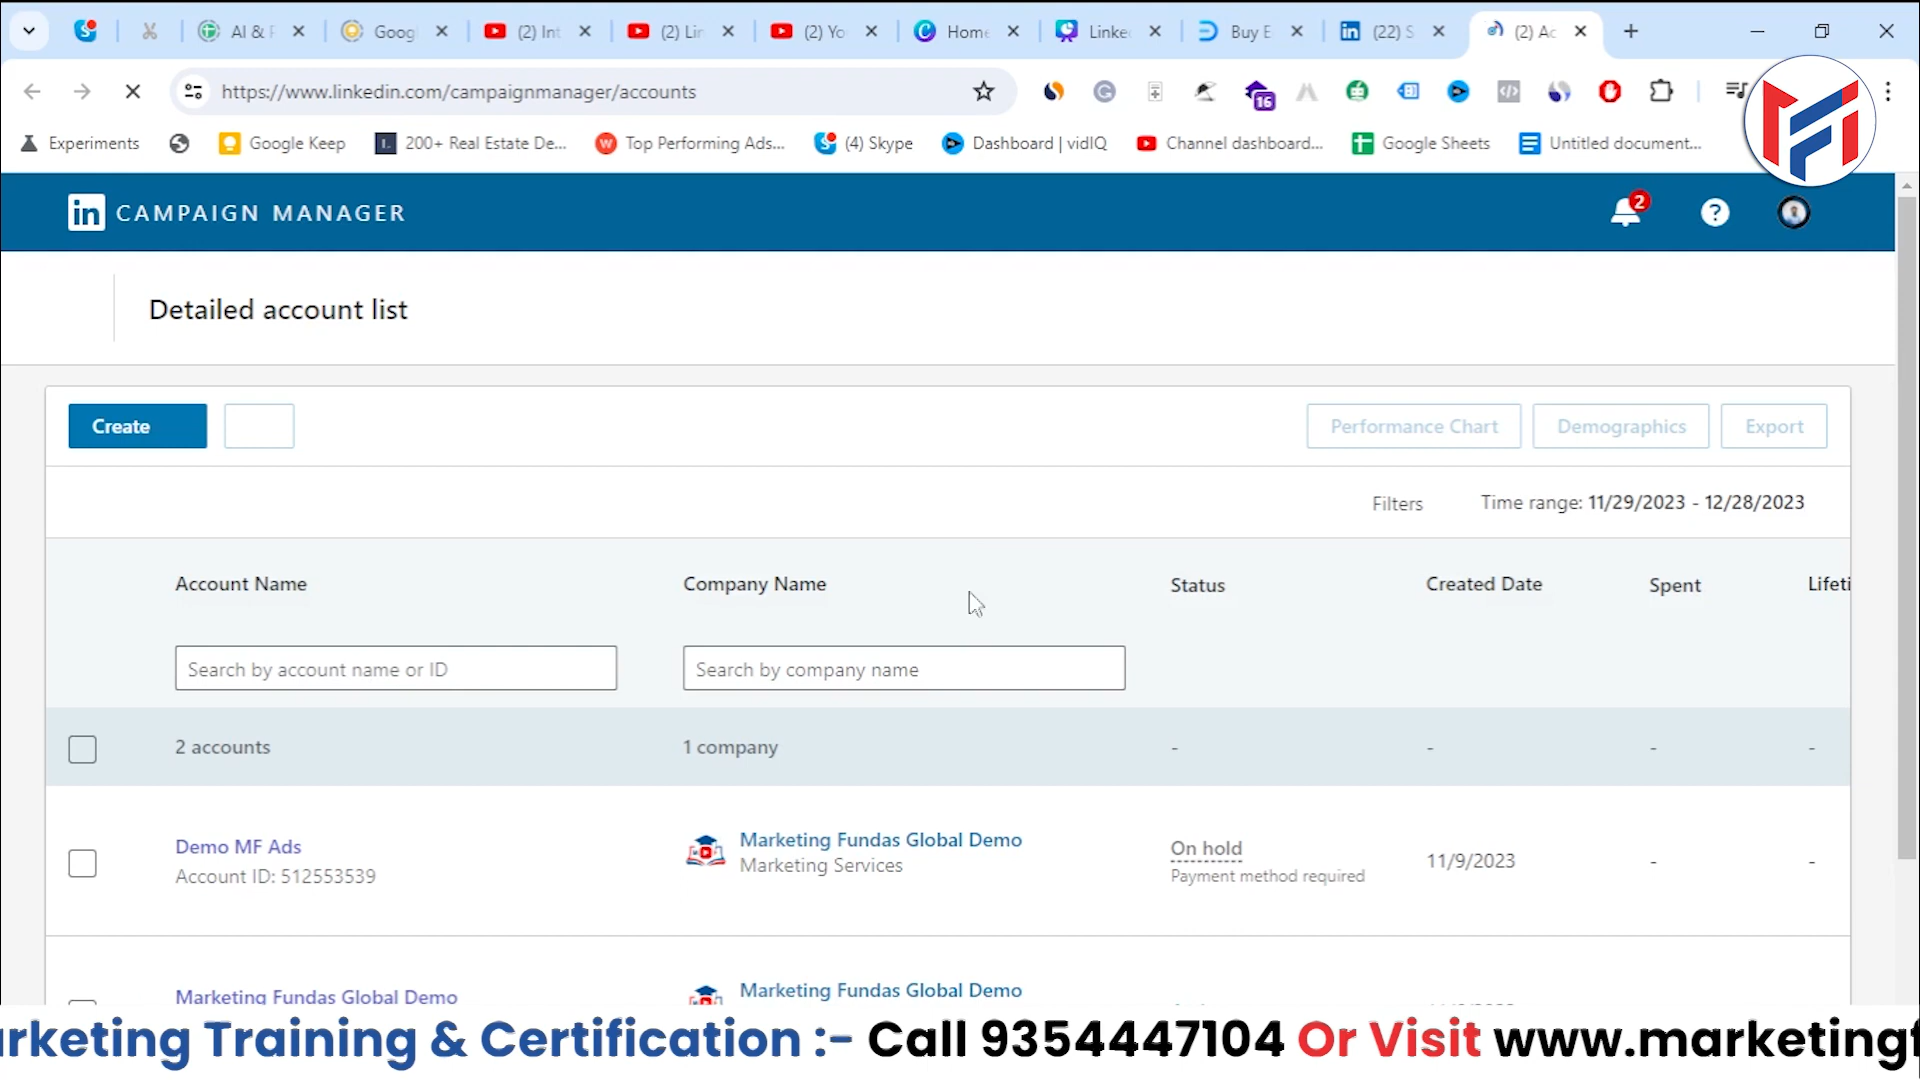 AI & F
Goog
(2) Int
(2) Lin
(2) Yo
Home
Linke
Buy E
(22) S
(2) Ac
https://www.linkedin.com/campaignmanager/accounts
16
Experiments
Google Keep
200+ Real Estate De...
Top Performing Ads...
(4) Skype
Dashboard | vidIQ
Channel dashboard...
Google Sheets
Untitled document...
in CAMPAIGN MANAGER
2
?
Detailed account list
Create
Performance Chart
Demographics
Export
Filters
Time range: 11/29/2023 - 12/28/2023
Account Name
Company Name
Status
Created Date
Spent
Lifeti
Search by account name or ID
Search by company name
2 accounts
1 company
-
-
-
-
Demo MF Ads
Account ID: 512553539
Marketing Fundas Global Demo
Marketing Services
On hold
Payment method required
11/9/2023
-
-
Marketing Fundas Global Demo
Marketing Fundas Global Demo
arketing Training & Certification :- Call 9354447104 Or Visit www.marketingf